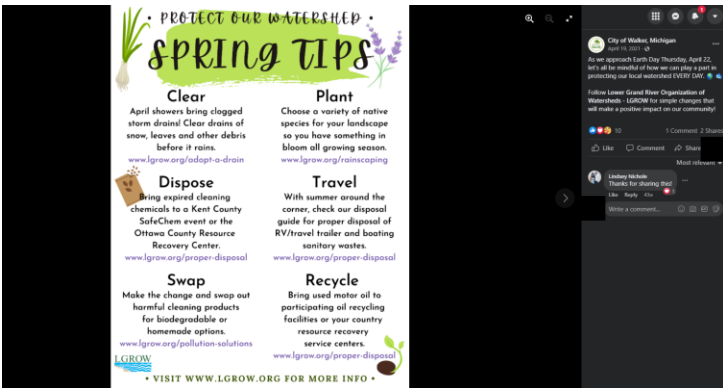 • PROTECT OUR WATERSHED •
SPRING TIPS
Clear
April showers bring clogged
storm drains! Clear drains of
snow, leaves and other debris
before it rains.
www.lgrow.org/adopt-a-drain
Plant
Choose a variety of native
species for your landscape
so you have something in
bloom all growing season.
www.lgrow.org/rainscaping
Dispose
Bring expired cleaning
chemicals to a Kent County
SafeChem event or the
Ottawa County Resource
Recovery Center.
www.lgrow.org/proper-disposal
Travel
With summer around the
corner, check our disposal
guide for proper disposal of
RV/travel trailer and boating
sanitary wastes.
www.lgrow.org/proper-disposal
Swap
Make the change and swap out
harmful cleaning products
for biodegradable or
homemade options.
www.lgrow.org/pollution-solutions
Recycle
Bring used motor oil to
participating oil recycling
facilities or your country
resource recovery
service centers.
www.lgrow.org/proper-disposal
LGROW
• VISIT WWW.LGROW.ORG FOR MORE INFO •
1
City of Walker, Michigan
April 19, 2021 ·
As we approach Earth Day Thursday, April 22,
let's all be mindful of how we can play a part in
protecting our local watershed EVERY DAY.
Follow Lower Grand River Organization of
Watersheds - LGROW for simple changes that
will make a positive impact on our community!
10
1 Comment 2 Shares
Like Comment Share
Most relevant
Lindsey Nichole
Thanks for sharing this!
1
Like Reply
Write a comment...